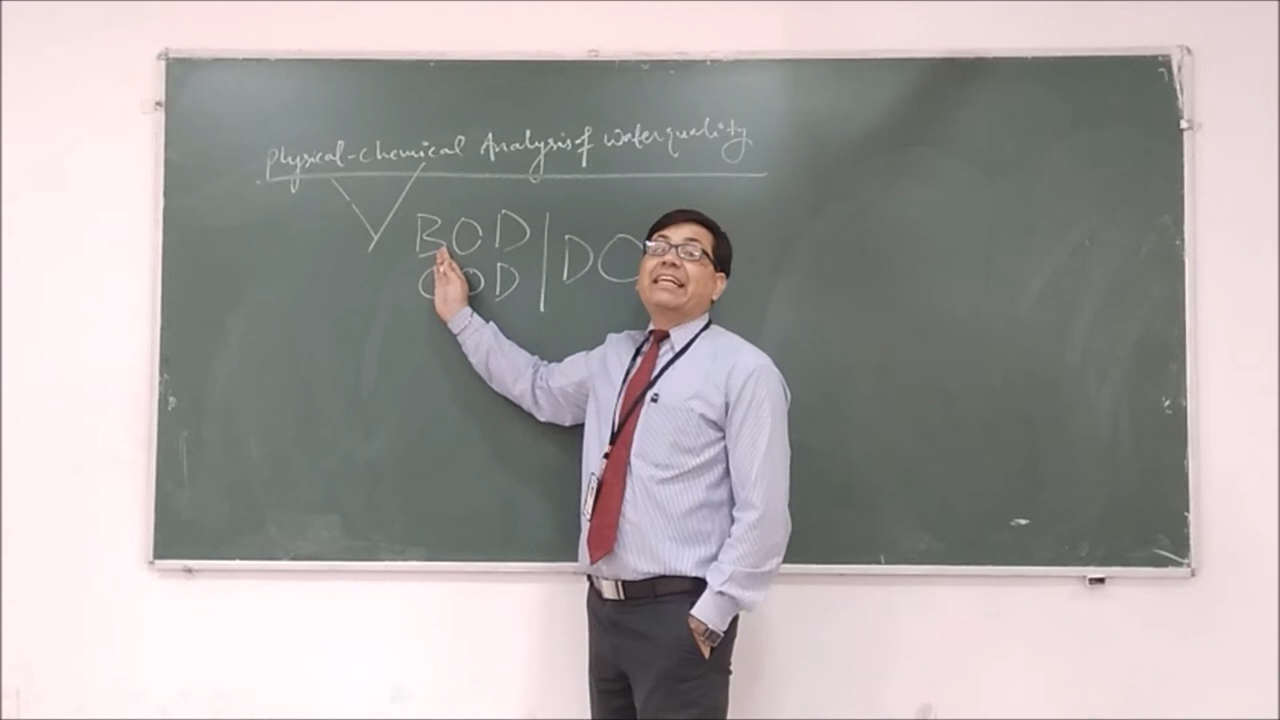 Physical-chemical Analysis of water quality
BOD | DO
COD